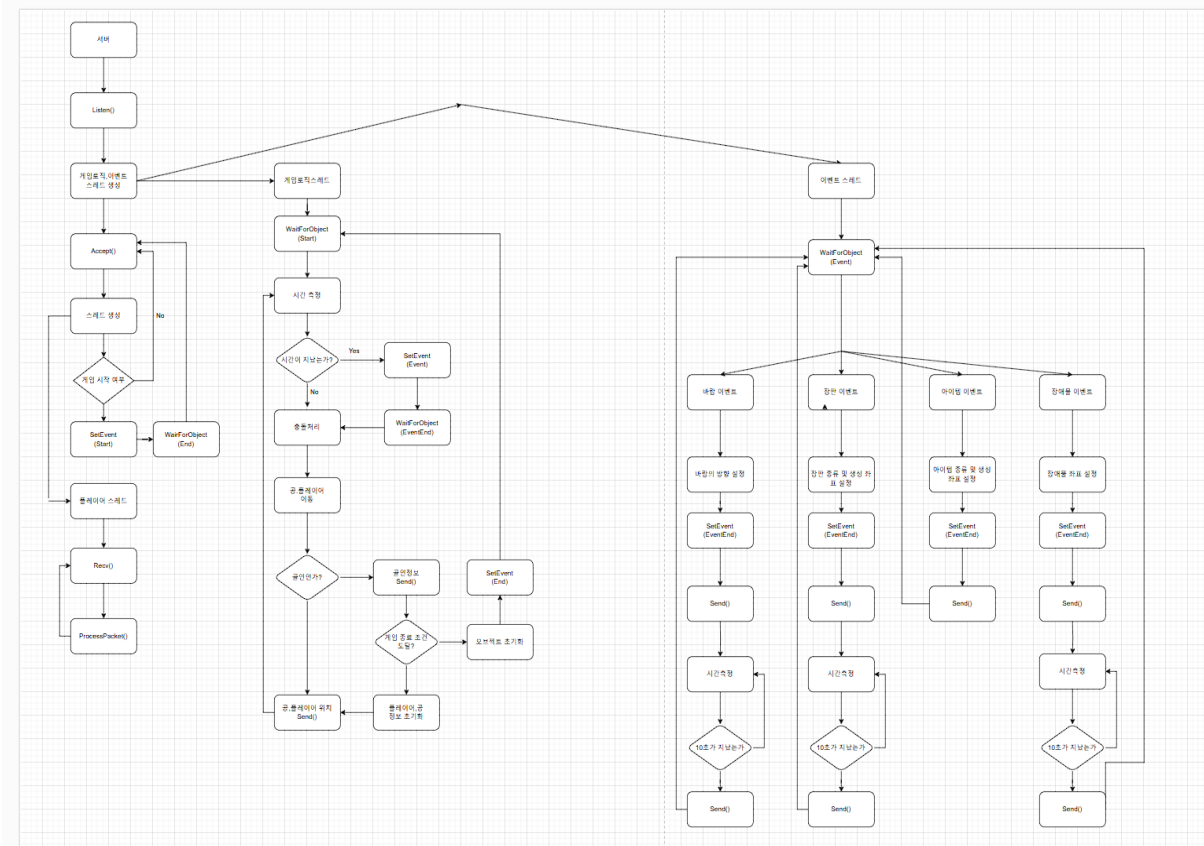 서버
Listen()
게임로직,이벤트
스레드 생성
Accept()
스레드 생성
No
게임 시작 여부
SetEvent
(Start)
WairForObject
(End)
플레이어 스레드
Recv()
ProcessPacket()
게임로직스레드
WaitForObject
(Start)
시간 측정
시간이 지났는가?
Yes
SetEvent
(Event)
No
충돌처리
WaitForObject
(EventEnd)
공,플레이어
이동
골인인가?
골인정보
Send()
SetEvent
(End)
게임 종료 조건
도달?
오브젝트 초기화
공,플레이어 위치
Send()
플레이어,공
정보 초기화
이벤트 스레드
WaitForObject
(Event)
바람 이벤트
바람의 방향 설정
SetEvent
(EventEnd)
Send()
시간측정
10초가 지났는가
Send()
장판 이벤트
장판 종류 및 생성 좌
표 설정
SetEvent
(EventEnd)
Send()
시간측정
10초가 지났는가
Send()
아이템 이벤트
아이템 종류 및 생성
좌표 설정
SetEvent
(EventEnd)
Send()
장애물 이벤트
장애물 좌표 설정
SetEvent
(EventEnd)
Send()
시간측정
10초가 지났는가
Send()